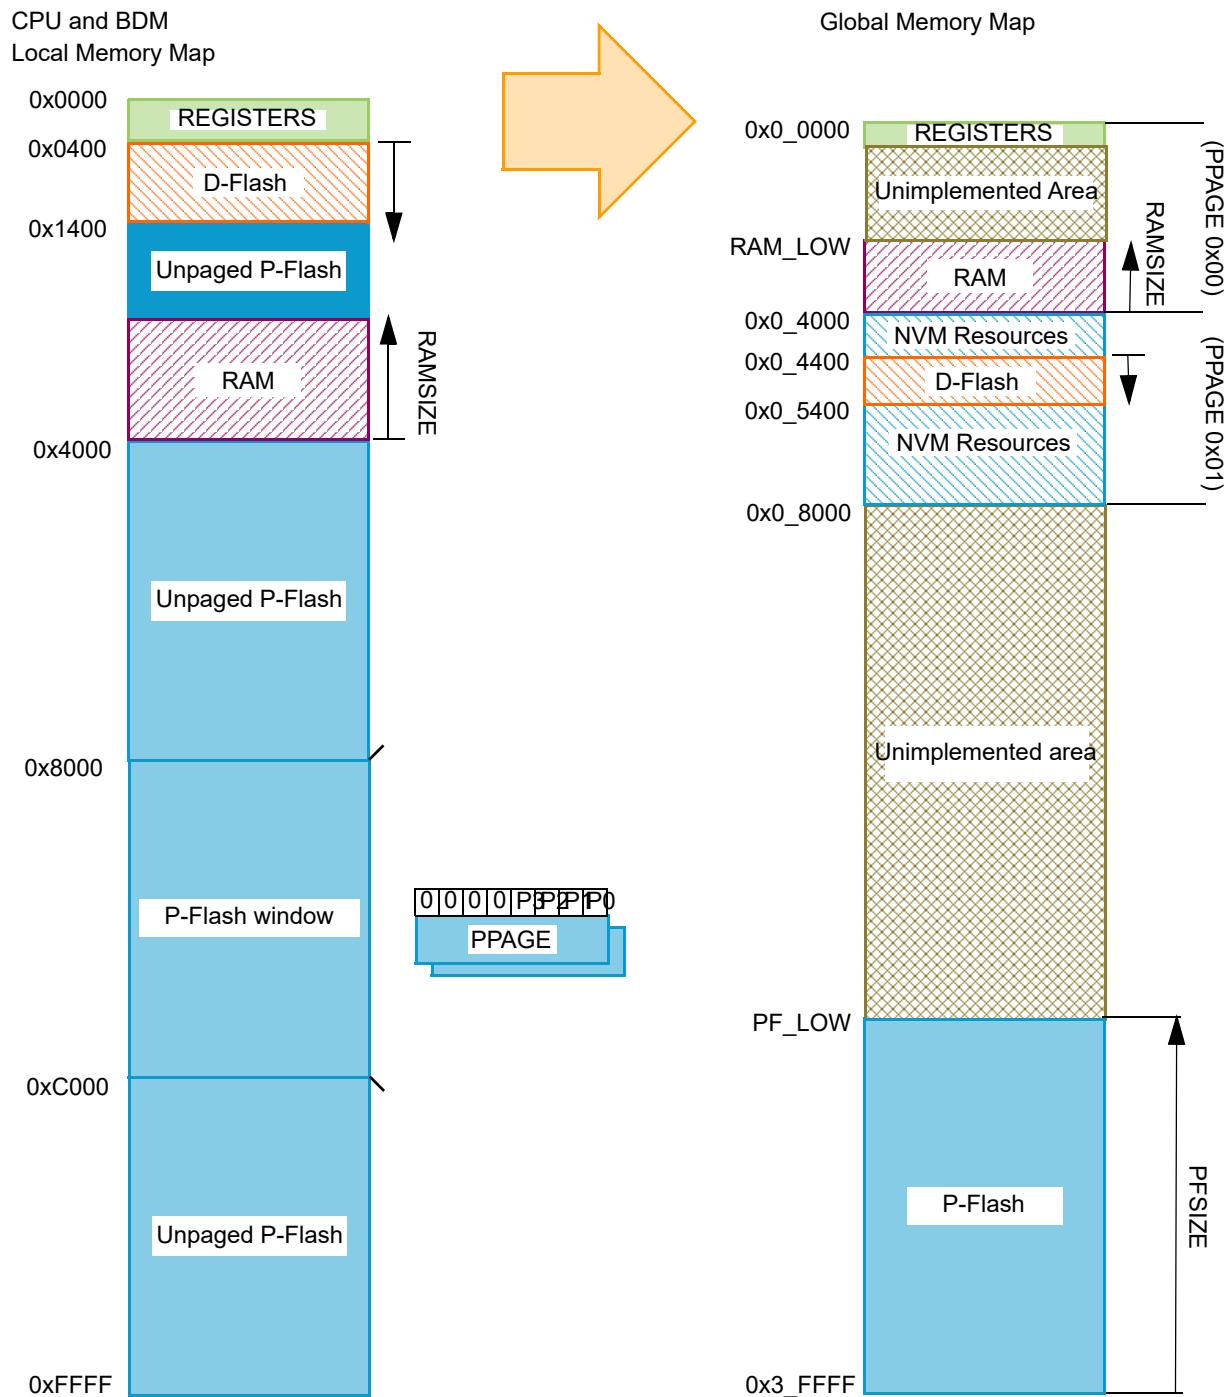 CPU and BDM
Local Memory Map
0x0000
REGISTERS
0x0400
D-Flash
0x1400
Unpaged P-Flash
RAM
RAMSIZE
0x4000
Unpaged P-Flash
0x8000
P-Flash window
0 0 0 0 P3 P2 P1 P0
PPAGE
0xC000
Unpaged P-Flash
0xFFFF
Global Memory Map
0x0_0000
REGISTERS
Unimplemented Area
RAM_LOW
RAM
RAMSIZE
(PPAGE 0x00)
0x0_4000
NVM Resources
0x0_4400
D-Flash
0x0_5400
NVM Resources
(PPAGE 0x01)
0x0_8000
Unimplemented area
PF_LOW
P-Flash
PFSIZE
0x3_FFFF